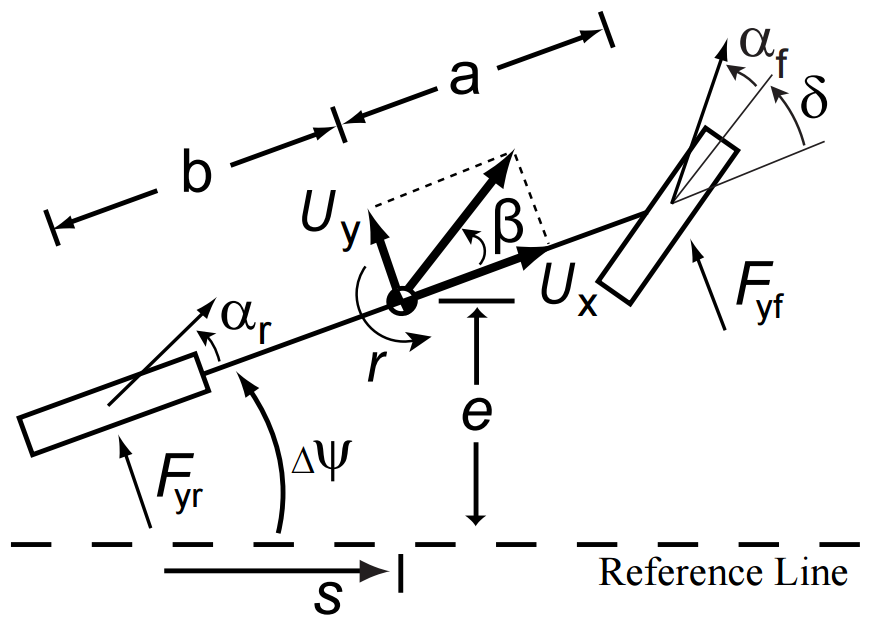 a
b
α_f
δ
U_y
β
U_x
F_yf
α_r
r
e
Δψ
F_yr
s
Reference Line